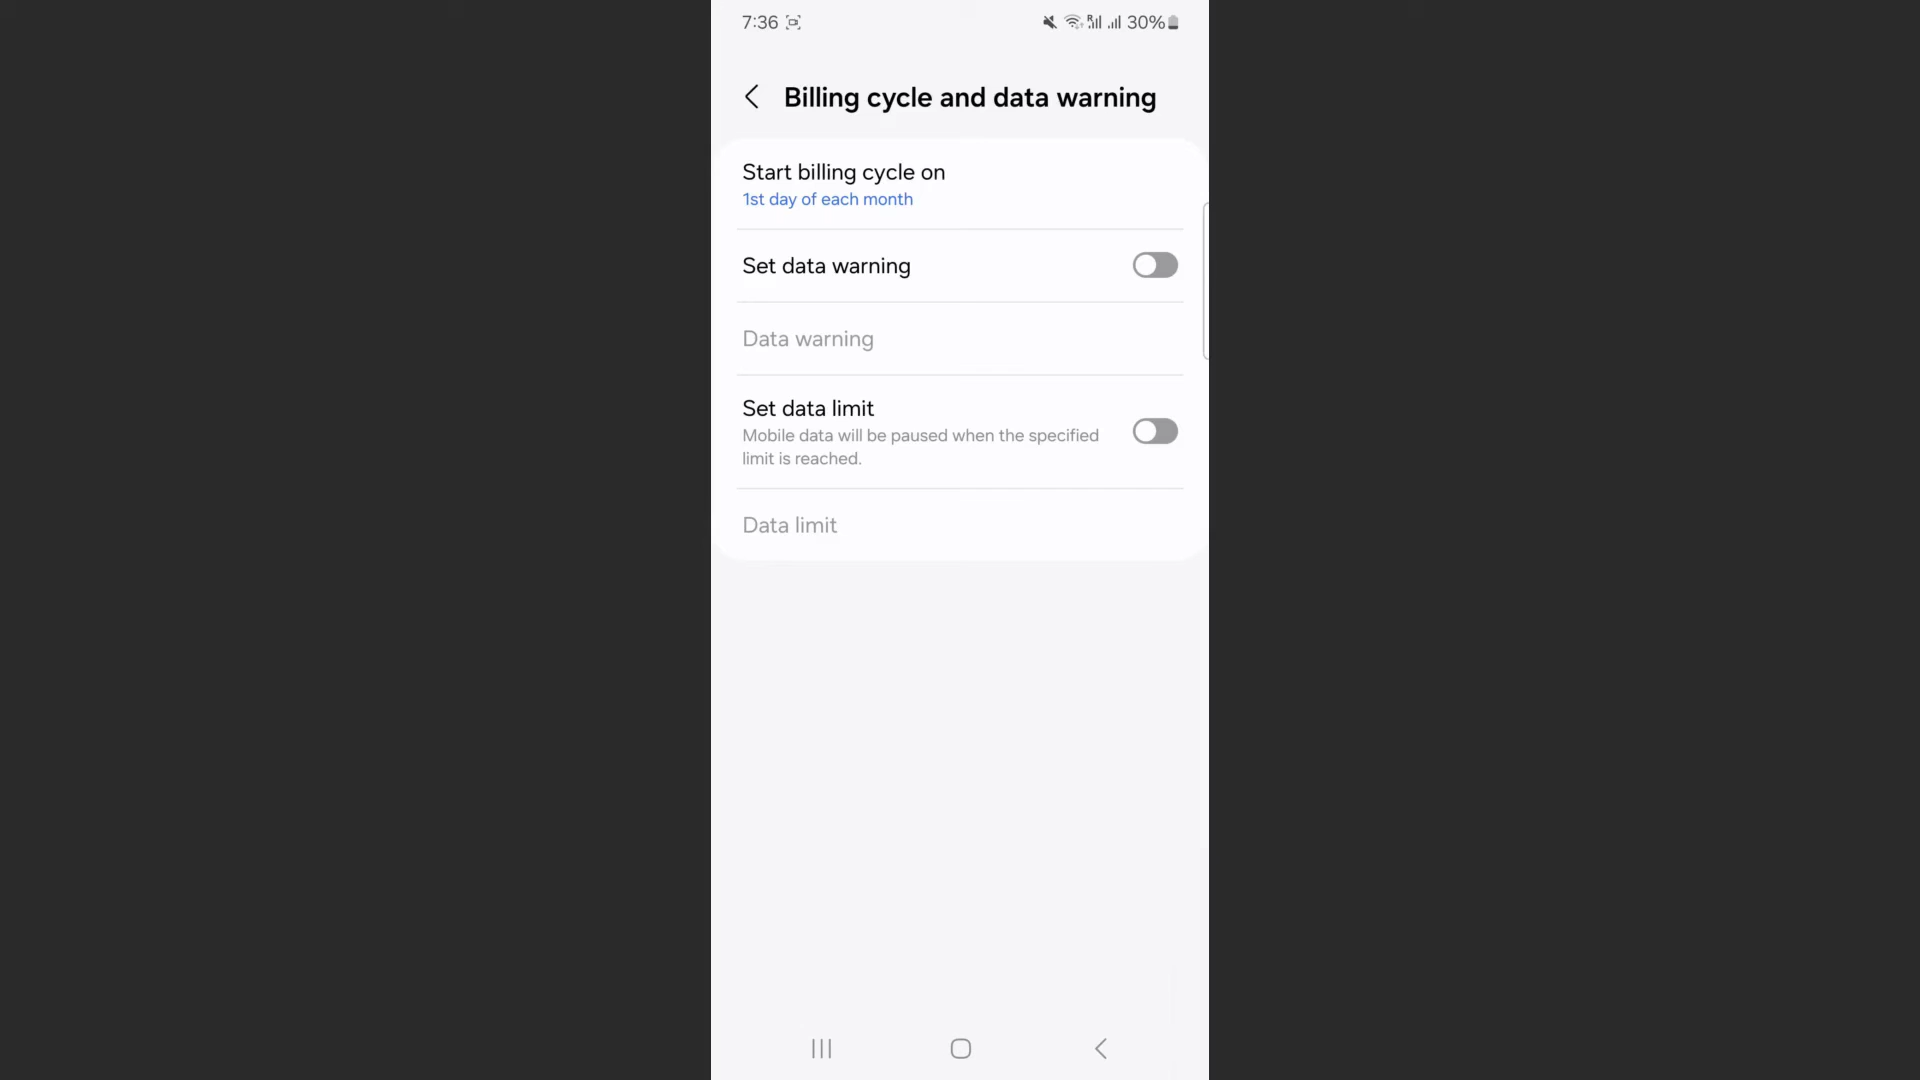 7:36 30%
Billing cycle and data warning
Start billing cycle on
1st day of each month
Set data warning
Data warning
Set data limit
Mobile data will be paused when the specified
limit is reached.
Data limit